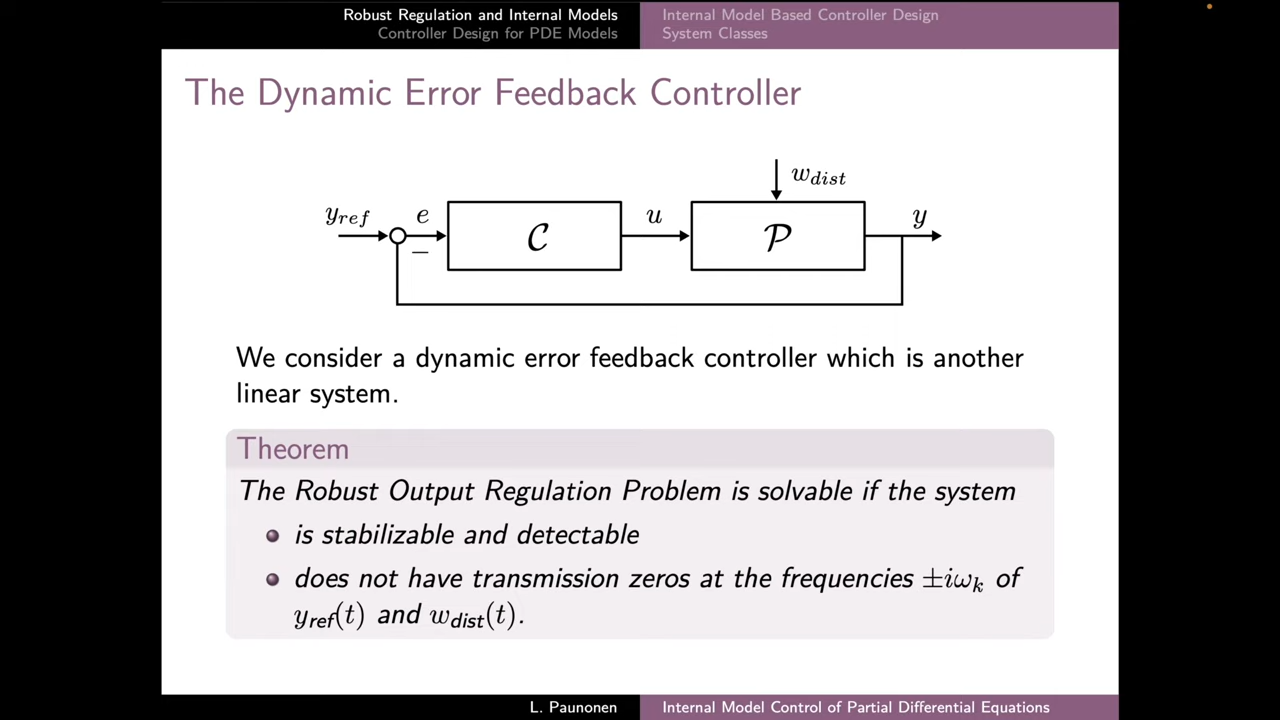 Robust Regulation and Internal Models
Controller Design for PDE Models
Internal Model Based Controller Design
System Classes
The Dynamic Error Feedback Controller
w_dist
y_ref
e
u
y
−
C
P
We consider a dynamic error feedback controller which is another
linear system.
Theorem
The Robust Output Regulation Problem is solvable if the system
is stabilizable and detectable
does not have transmission zeros at the frequencies ±iω_k of
y_ref(t) and w_dist(t).
L. Paunonen
Internal Model Control of Partial Differential Equations